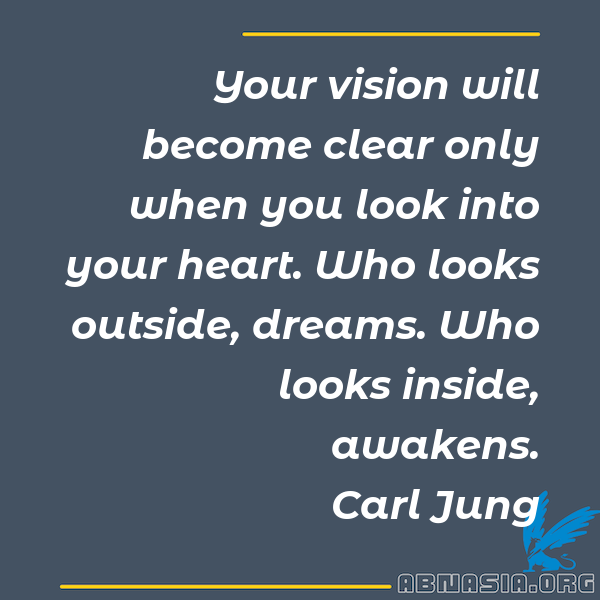 Your vision will
become clear only
when you look into
your heart. Who looks
outside, dreams. Who
looks inside,
awakens.
Carl Jung
ABNASIA.ORG